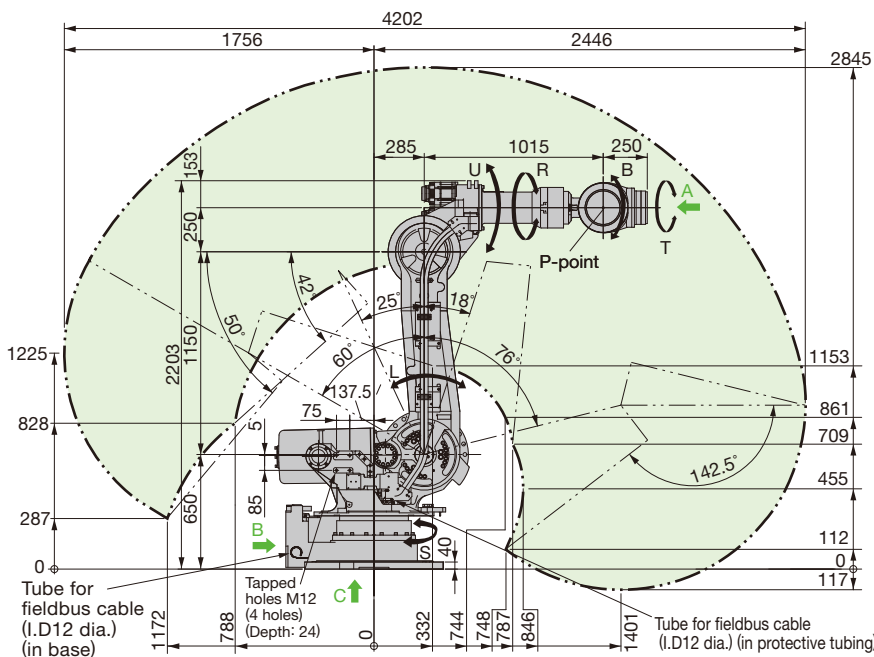 4202
1756
2446
2845
285
1015
250
153
U
R
B
A
T
250
P-point
42°
25°
18°
50°
1150
2203
1225
60°
76°
1153
L
137.5
75
828
861
5
709
142.5°
650
85
455
287
B
S
40
112
0
0
117
Tube for
fieldbus cable
(I.D12 dia.)
(in base)
Tapped
holes M12
(4 holes)
(Depth: 24)
C
1172
788
0
332
744
748
787
846
1401
Tube for fieldbus cable
(I.D12 dia.) (in protective tubing)